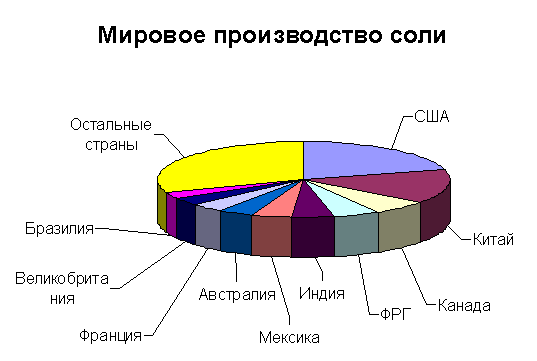 Мировое производство соли
США
Остальные
страны
Бразилия
Китай
Великобрита
ния
Австралия
Индия
Канада
ФРГ
Франция
Мексика